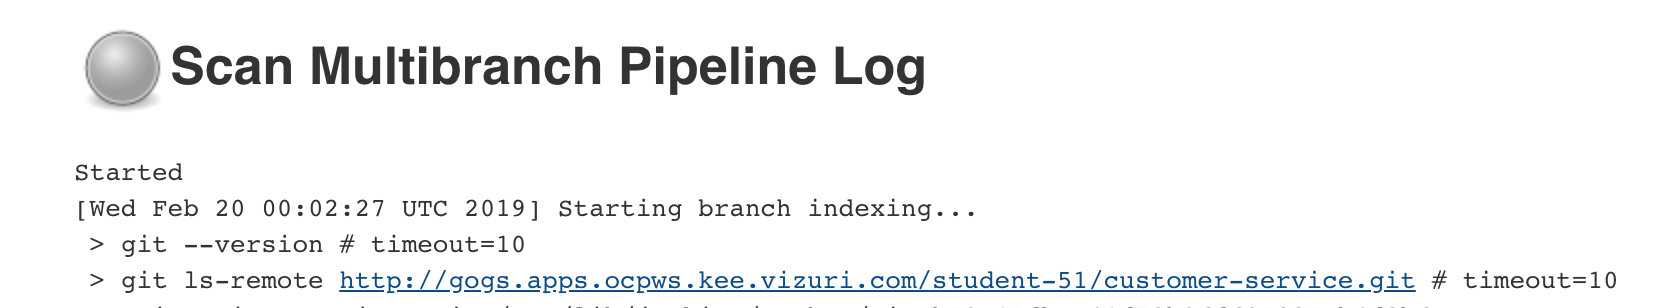 Scan Multibranch Pipeline Log
Started
[Wed Feb 20 00:02:27 UTC 2019] Starting branch indexing...
 > git --version # timeout=10
 > git ls-remote http://gogs.apps.ocpws.kee.vizuri.com/student-51/customer-service.git # timeout=10